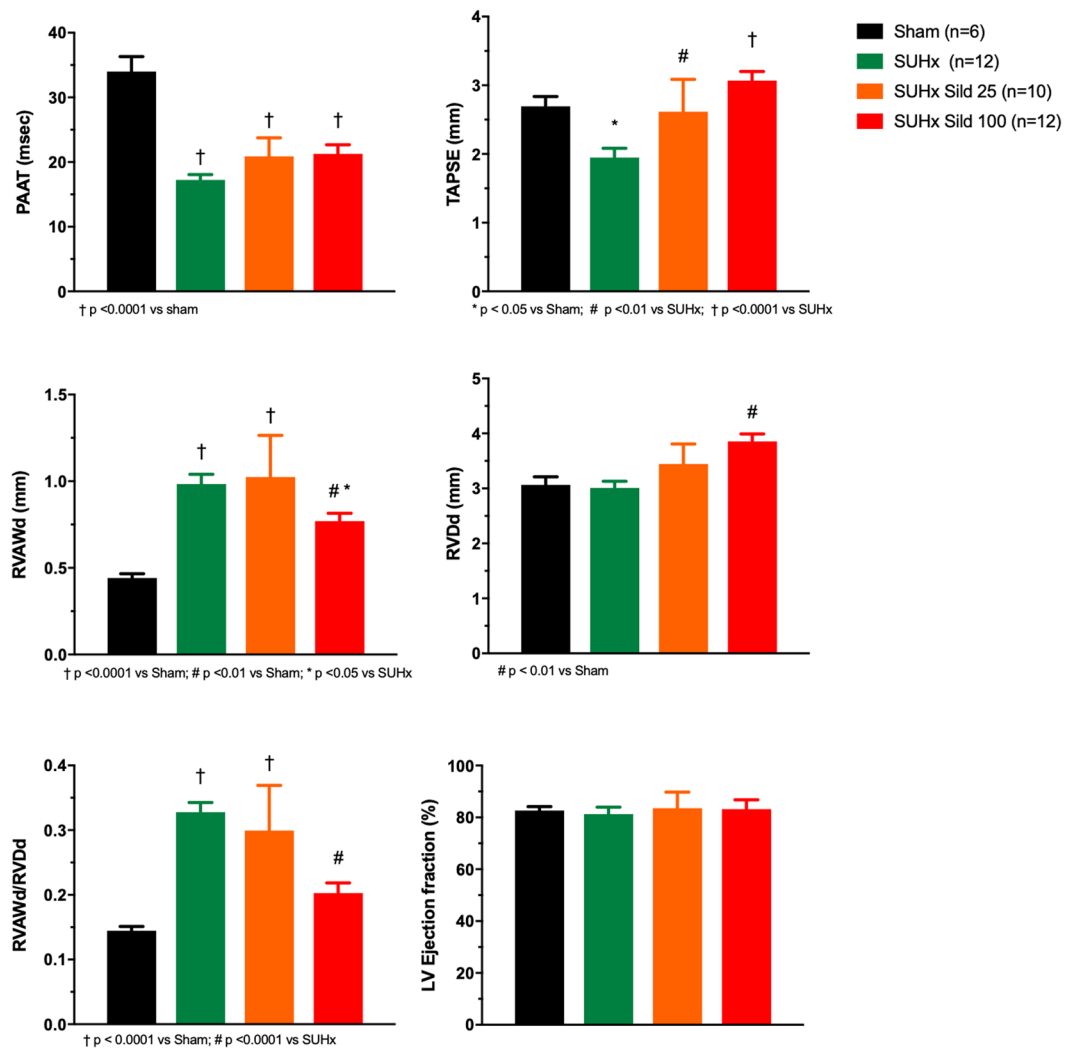 40
30
20
10
0
PAAT (msec)
†
†
†
† p <0.0001 vs sham
4
3
2
1
0
TAPSE (mm)
*
#
†
* p < 0.05 vs Sham; # p <0.01 vs SUHx; † p <0.0001 vs SUHx
Sham (n=6)
SUHx (n=12)
SUHx Sild 25 (n=10)
SUHx Sild 100 (n=12)
1.5
1.0
0.5
0.0
RVAWd (mm)
†
†
# *
† p <0.0001 vs Sham; # p <0.01 vs Sham; * p <0.05 vs SUHx
5
4
3
2
1
0
RVDd (mm)
#
# p < 0.01 vs Sham
0.4
0.3
0.2
0.1
0.0
RVAWd/RVDd
†
†
#
† p < 0.0001 vs Sham; # p <0.0001 vs SUHx
100
80
60
40
20
0
LV Ejection fraction (%)